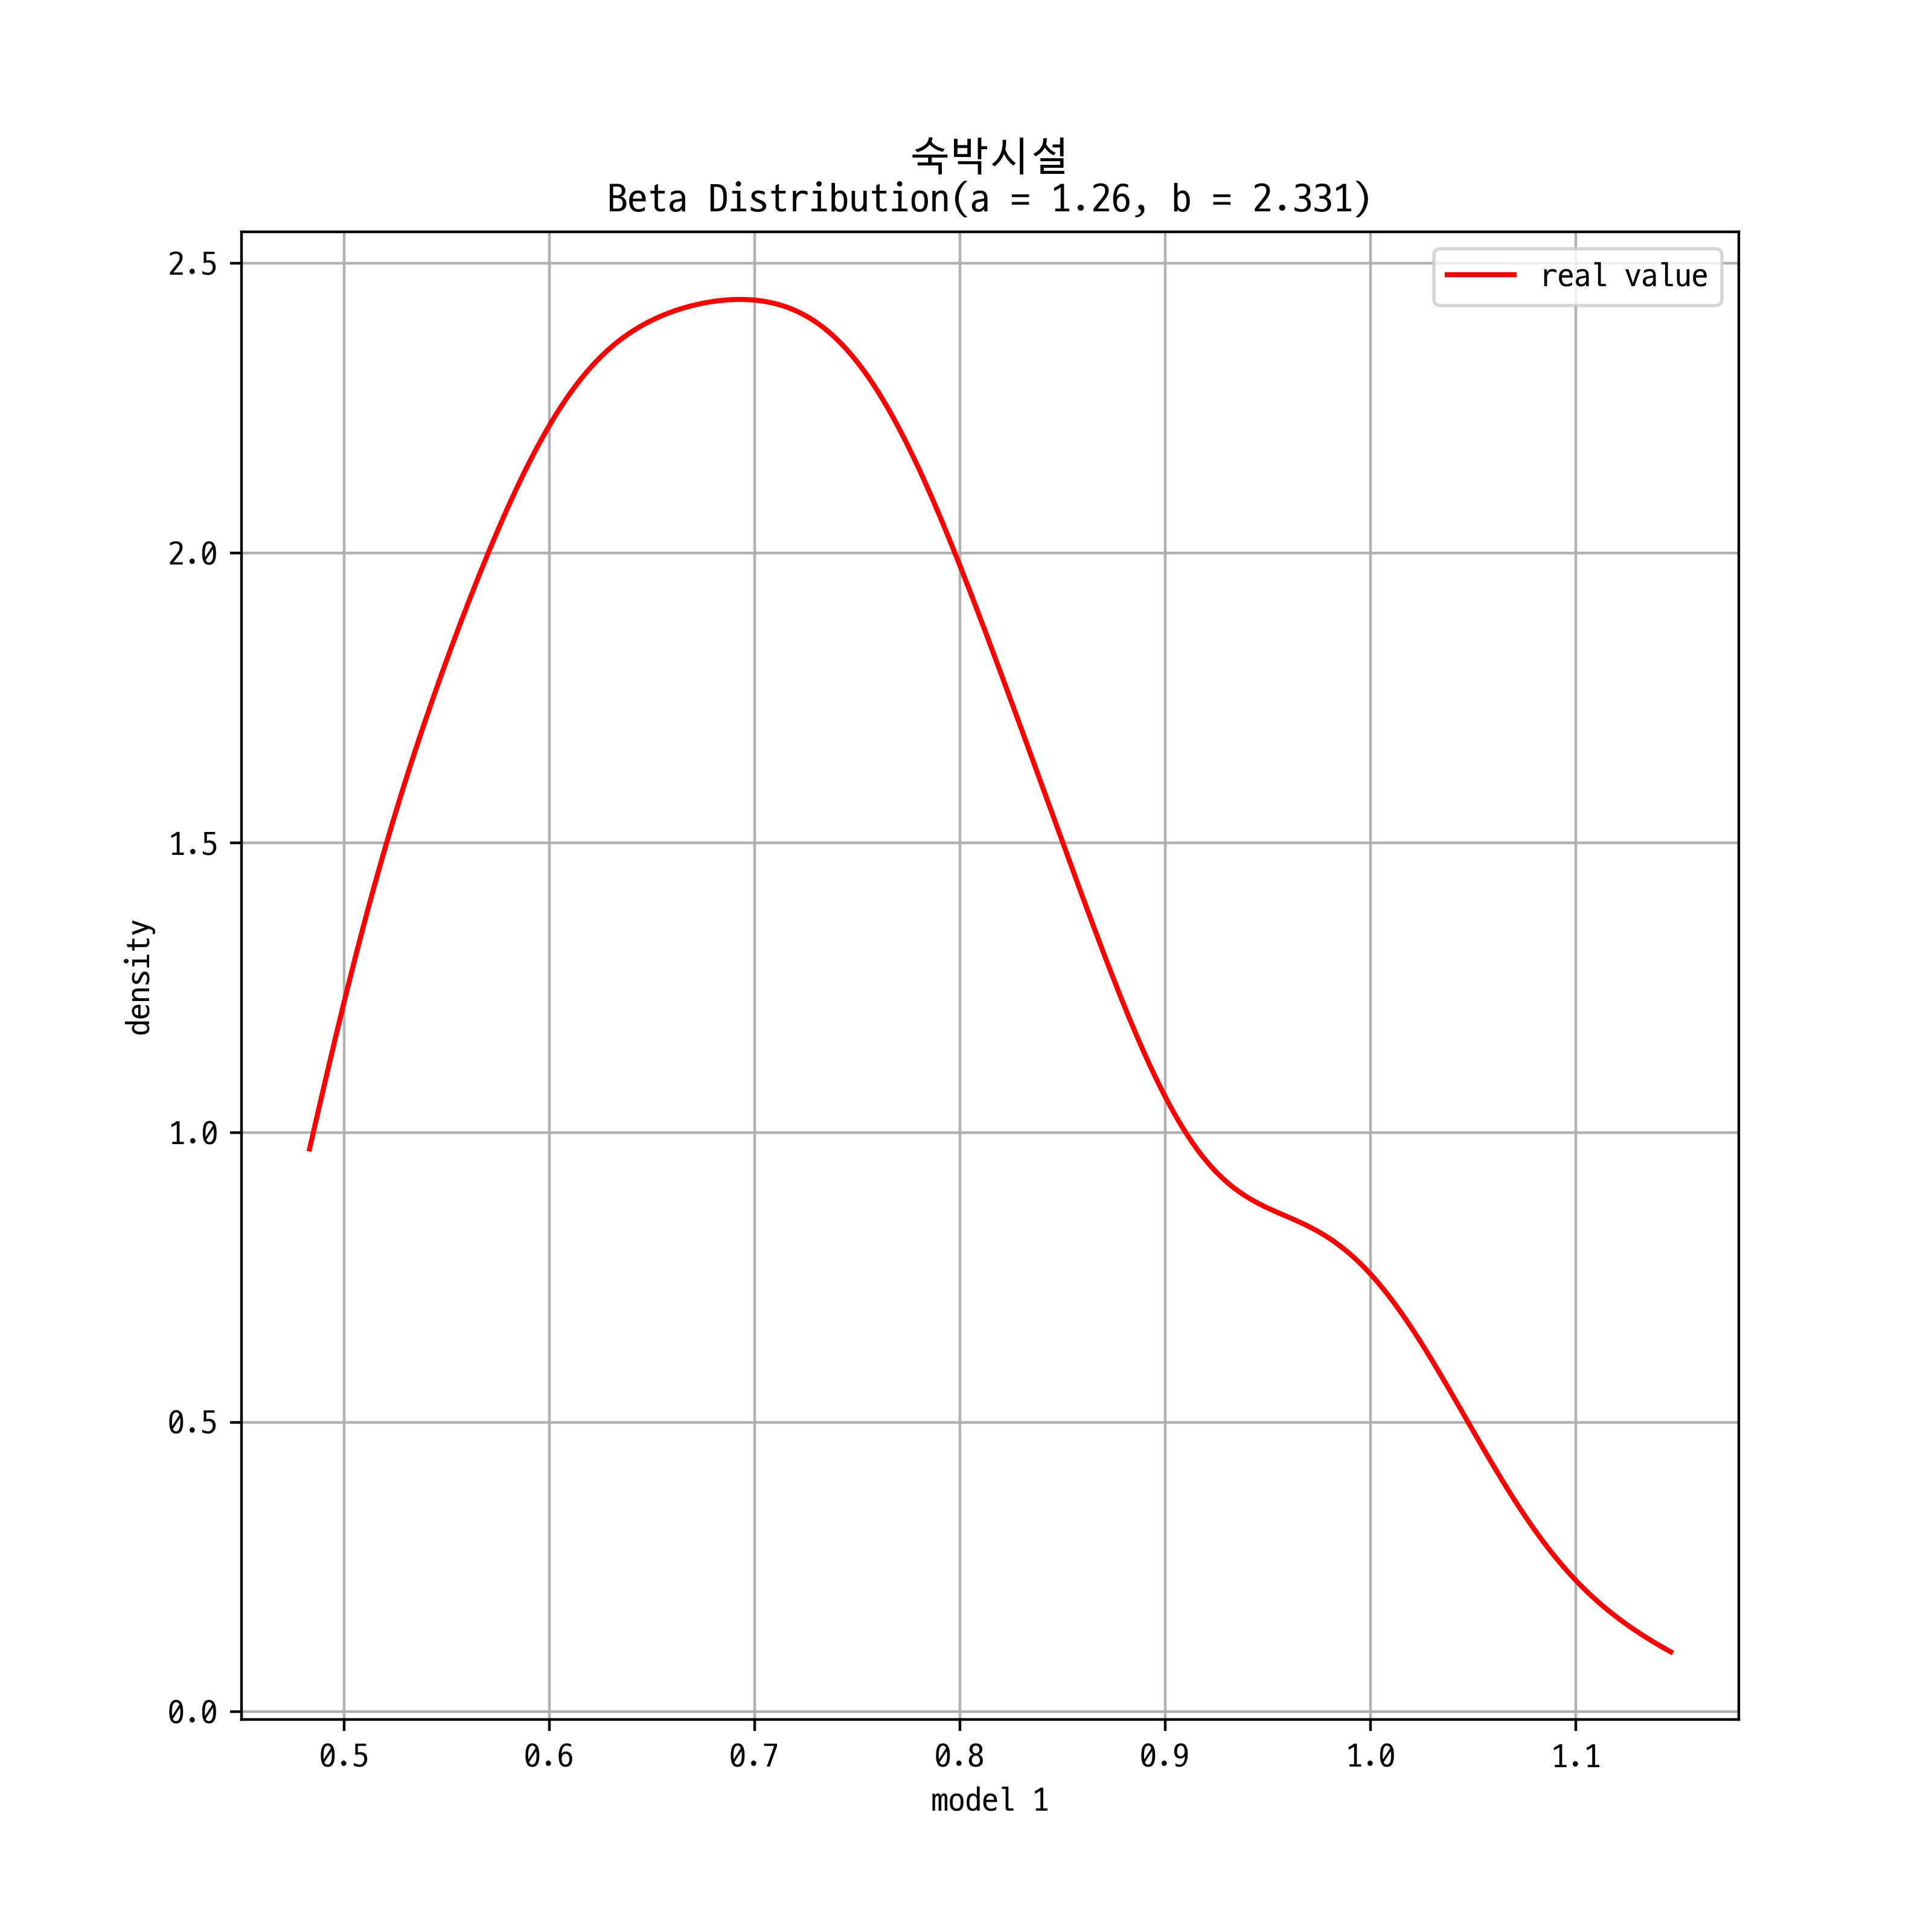 숙박시설
Beta Distribution(a = 1.26, b = 2.331)
real value
2.5
2.0
1.5
1.0
0.5
0.0
density
0.5 0.6 0.7 0.8 0.9 1.0 1.1
model 1